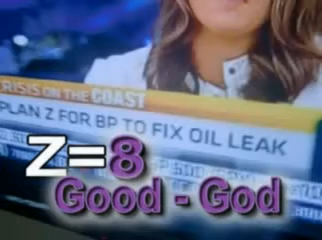 CRISIS ON THE COAST
PLAN Z FOR BP TO FIX OIL LEAK
Z=8
Good - God